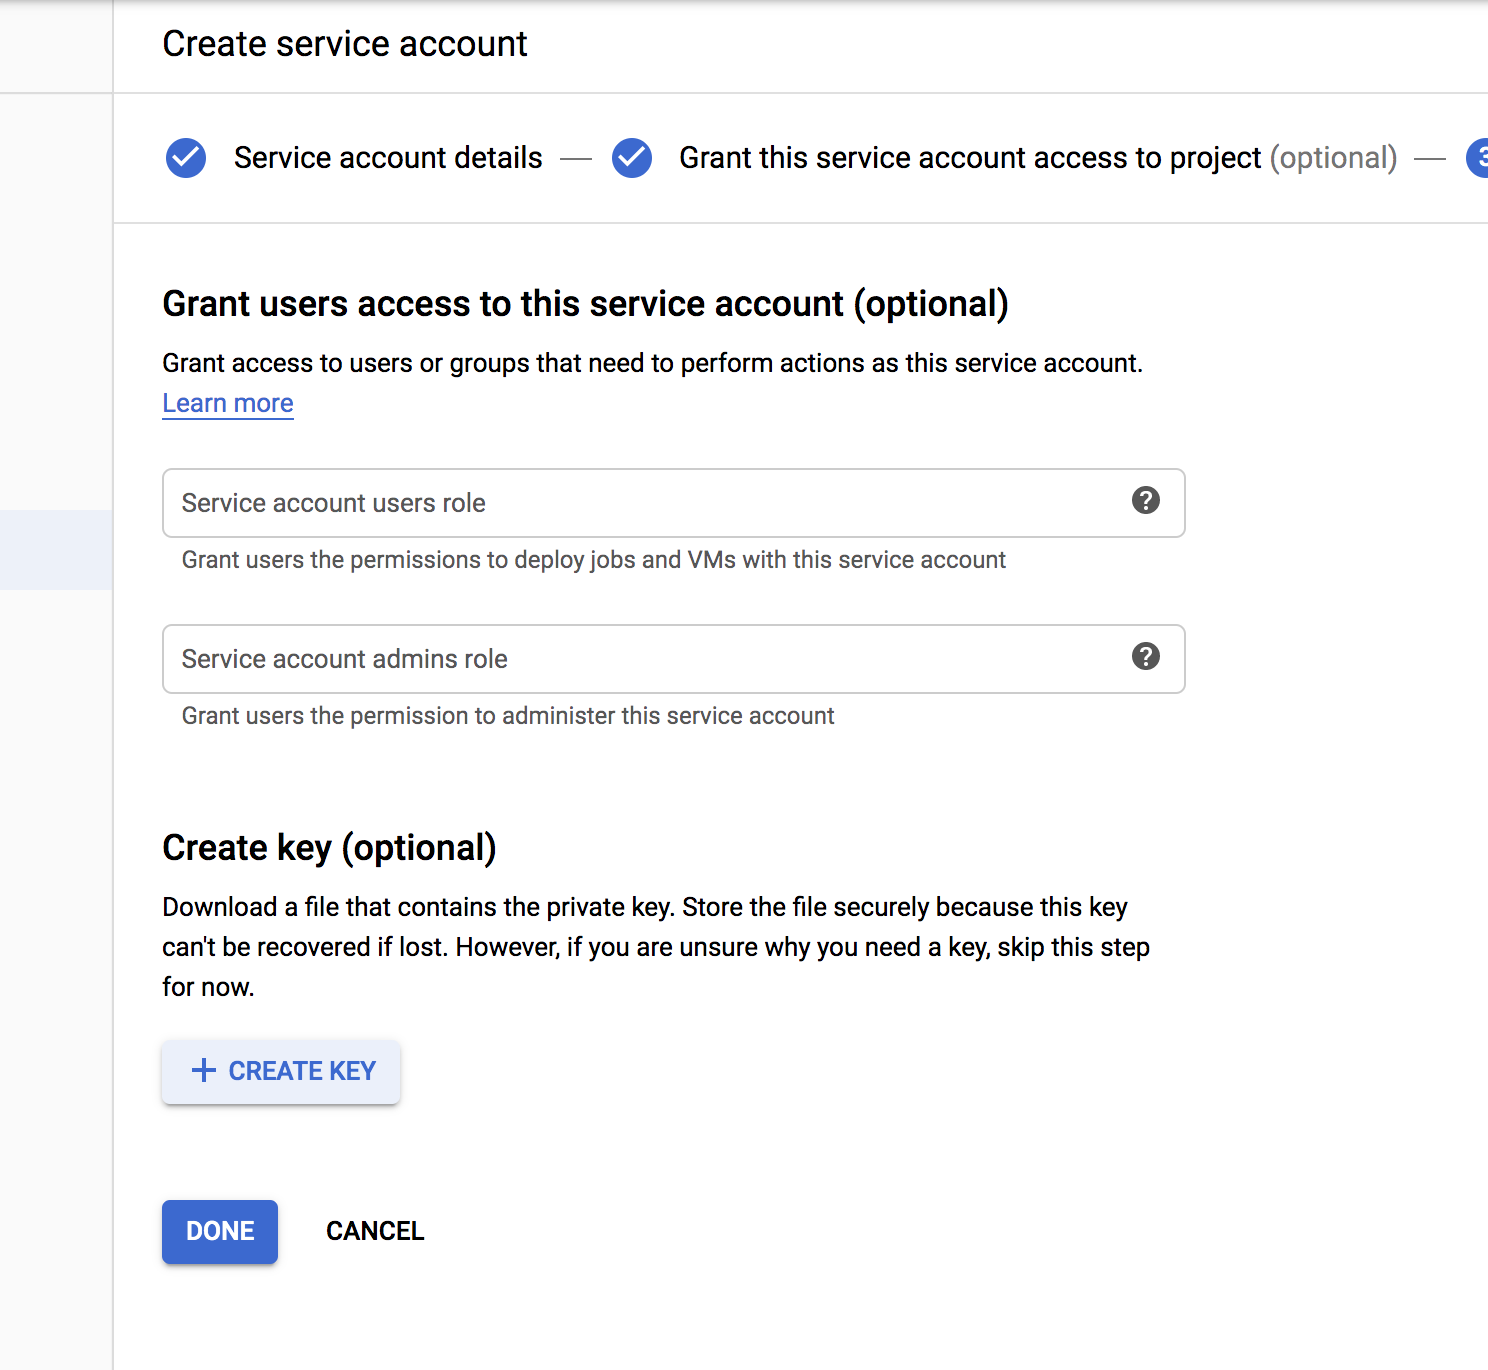 Create service account
Service account details — Grant this service account access to project (optional) — 3
Grant users access to this service account (optional)
Grant access to users or groups that need to perform actions as this service account.
Learn more
Service account users role ?
Grant users the permissions to deploy jobs and VMs with this service account
Service account admins role ?
Grant users the permission to administer this service account
Create key (optional)
Download a file that contains the private key. Store the file securely because this key
can't be recovered if lost. However, if you are unsure why you need a key, skip this step
for now.
+ CREATE KEY
DONE CANCEL